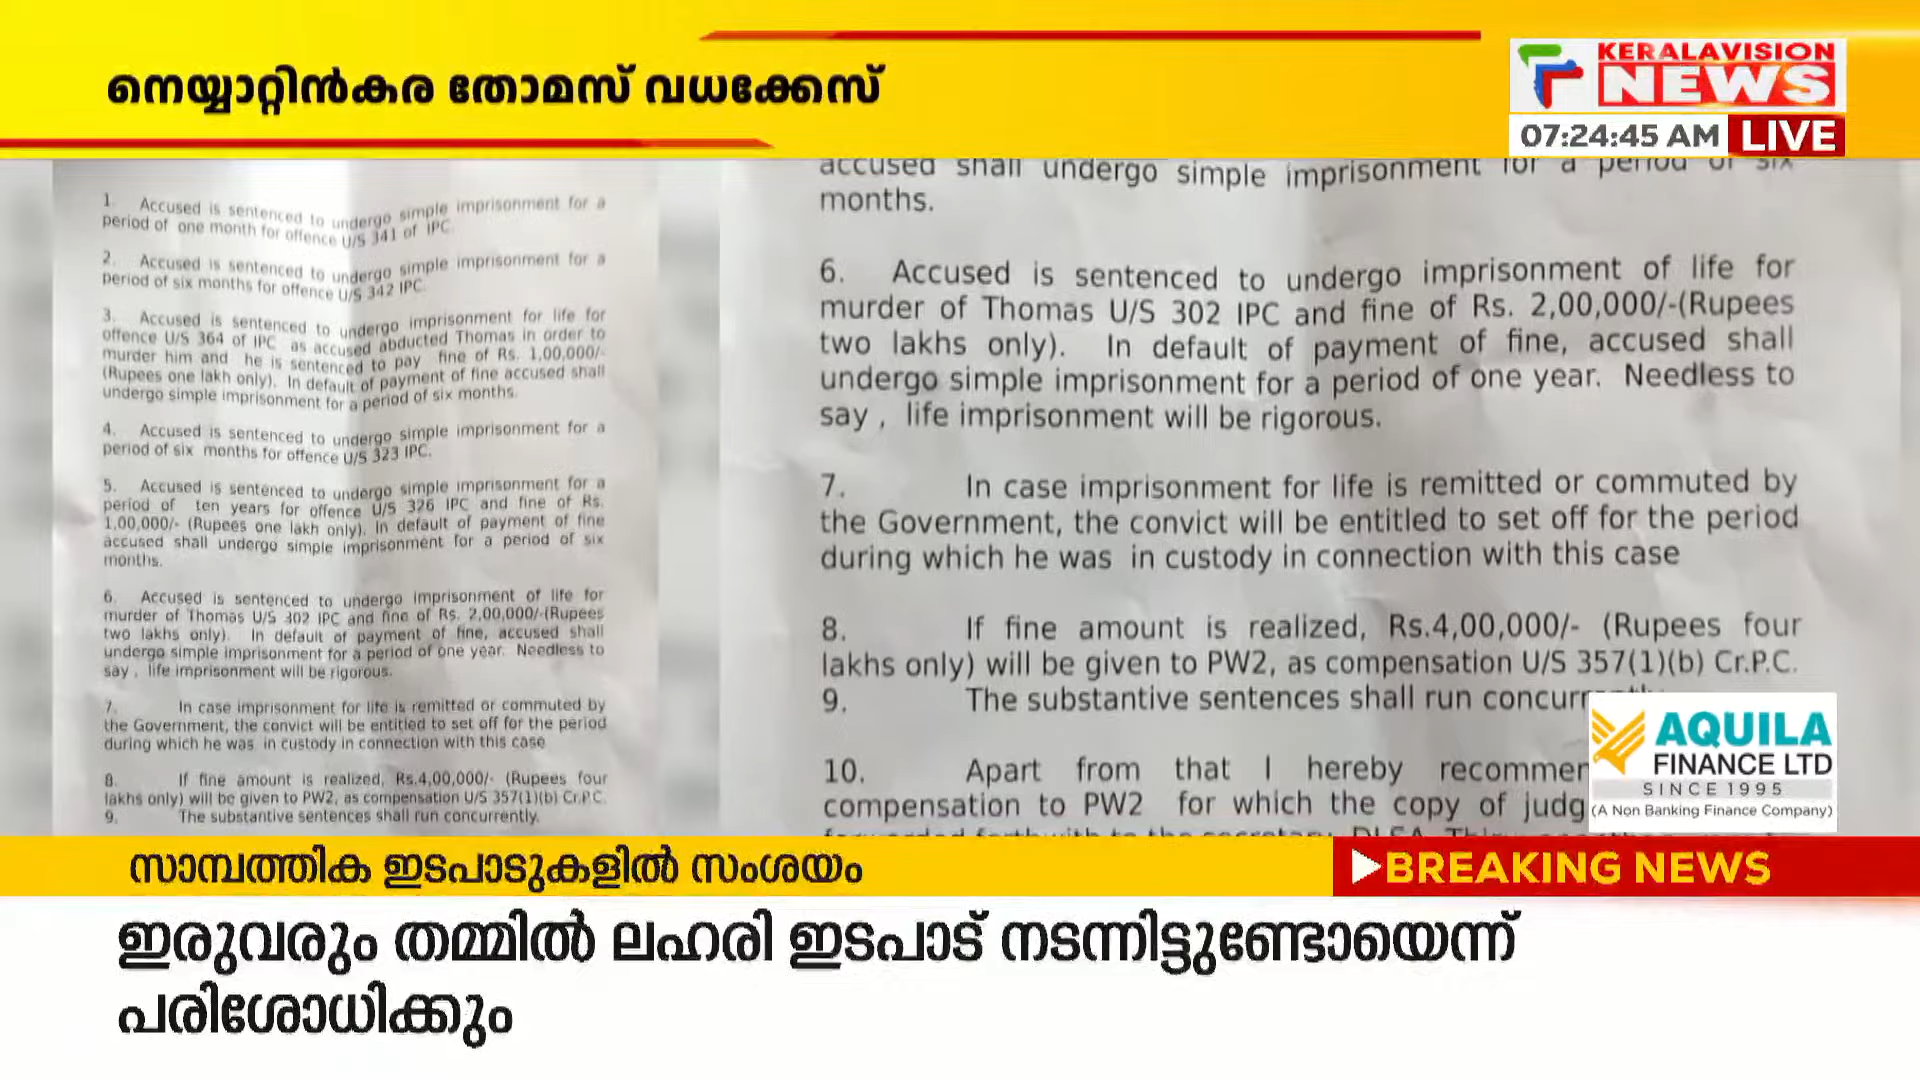 നെയ്യാറ്റിൻകര തോമസ് വധക്കേസ്
KERALAVISION
NEWS
07:24:45 AM LIVE
1. Accused is sentenced to undergo simple imprisonment for a
period of one month for offence U/S 341 of IPC.
2. Accused is sentenced to undergo simple imprisonment for a
period of six months for offence U/S 342 IPC.
3. Accused is sentenced to undergo imprisonment for life for
offence U/S 364 of IPC as accused abducted Thomas in order to
murder him and he is sentenced to pay fine of Rs. 1,00,000/-
(Rupees one lakh only). In default of payment of fine accused shall
undergo simple imprisonment for a period of six months.
4. Accused is sentenced to undergo simple imprisonment for a
period of six months for offence U/S 323 IPC.
5. Accused is sentenced to undergo simple imprisonment for a
period of ten years for offence U/S 326 IPC and fine of Rs.
1,00,000/- (Rupees one lakh only). In default of payment of fine
accused shall undergo simple imprisonment for a period of six
months.
6. Accused is sentenced to undergo imprisonment of life for
murder of Thomas U/S 302 IPC and fine of Rs. 2,00,000/-(Rupees
two lakhs only). In default of payment of fine, accused shall
undergo simple imprisonment for a period of one year. Needless to
say , life imprisonment will be rigorous.
7. In case imprisonment for life is remitted or commuted by
the Government, the convict will be entitled to set off for the period
during which he was in custody in connection with this case
8. If fine amount is realized, Rs.4,00,000/- (Rupees four
lakhs only) will be given to PW2, as compensation U/S 357(1)(b) Cr.P.C.
9. The substantive sentences shall run concurrently.
accused shall undergo simple imprisonment for a period of six
months.
6. Accused is sentenced to undergo imprisonment of life for
murder of Thomas U/S 302 IPC and fine of Rs. 2,00,000/-(Rupees
two lakhs only). In default of payment of fine, accused shall
undergo simple imprisonment for a period of one year. Needless to
say , life imprisonment will be rigorous.
7. In case imprisonment for life is remitted or commuted by
the Government, the convict will be entitled to set off for the period
during which he was in custody in connection with this case
8. If fine amount is realized, Rs.4,00,000/- (Rupees four
lakhs only) will be given to PW2, as compensation U/S 357(1)(b) Cr.P.C.
9. The substantive sentences shall run
10. Apart from that I hereby
compensation to PW2 for which the copy of
AQUILA
FINANCE LTD
SINCE 1995
(A Non Banking Finance Company)
സാമ്പത്തിക ഇടപാടുകളിൽ സംശയം
BREAKING NEWS
ഇരുവരും തമ്മിൽ ലഹരി ഇടപാട് നടന്നിട്ടുണ്ടോയെന്ന്
പരിശോധിക്കും